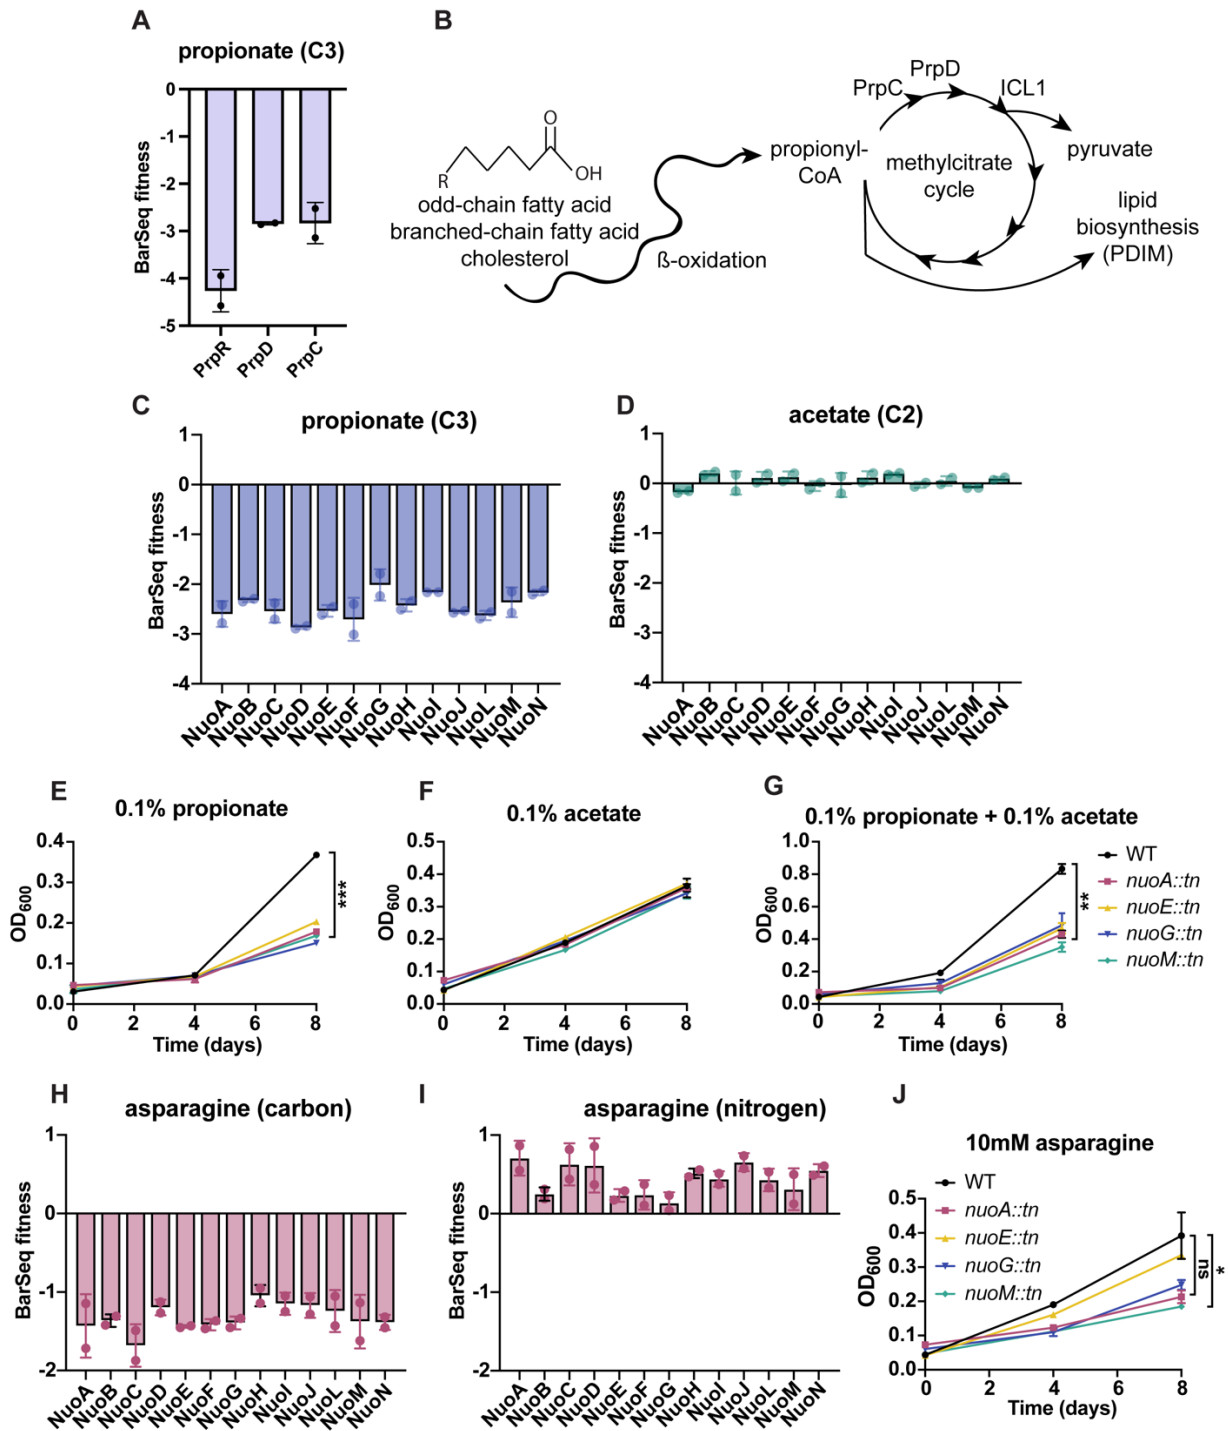 A
propionate (C3)
BarSeq fitness
0
-1
-2
-3
-4
-5
PrpR
PrpD
PrpC
B
O
OH
R
odd-chain fatty acid
branched-chain fatty acid
cholesterol
ß-oxidation
propionyl-
CoA
PrpC
PrpD
ICL1
methylcitrate
cycle
pyruvate
lipid
biosynthesis
(PDIM)
C
propionate (C3)
BarSeq fitness
1
0
-1
-2
-3
-4
NuoA
NuoB
NuoC
NuoD
NuoE
NuoF
NuoG
NuoH
NuoI
NuoJ
NuoL
NuoM
NuoN
D
acetate (C2)
BarSeq fitness
1
0
-1
-2
-3
-4
NuoA
NuoB
NuoC
NuoD
NuoE
NuoF
NuoG
NuoH
NuoI
NuoJ
NuoL
NuoM
NuoN
E
0.1% propionate
OD600
0.4
0.3
0.2
0.1
0.0
0
4
8
Time (days)
***
F
0.1% acetate
OD600
0.5
0.4
0.3
0.2
0.1
0.0
0
2
4
6
8
Time (days)
G
0.1% propionate + 0.1% acetate
OD600
1.0
0.8
0.6
0.4
0.2
0.0
0
2
4
6
8
Time (days)
**
WT
nuoA::tn
nuoE::tn
nuoG::tn
nuoM::tn
H
asparagine (carbon)
BarSeq fitness
1
0
-1
-2
NuoA
NuoB
NuoC
NuoD
NuoE
NuoF
NuoG
NuoH
NuoI
NuoJ
NuoL
NuoM
NuoN
I
asparagine (nitrogen)
BarSeq fitness
1
0
-1
-2
NuoA
NuoB
NuoC
NuoD
NuoE
NuoF
NuoG
NuoH
NuoI
NuoJ
NuoL
NuoM
NuoN
J
10mM asparagine
WT
nuoA::tn
nuoE::tn
nuoG::tn
nuoM::tn
OD600
0.5
0.4
0.3
0.2
0.1
0.0
0
2
4
6
8
Time (days)
ns
*